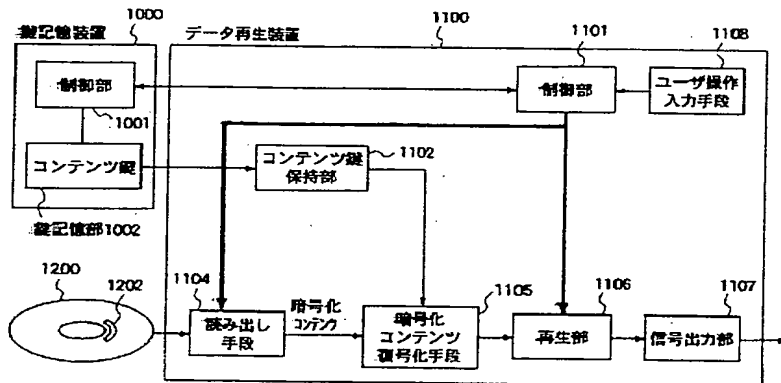 鍵記憶装置
1000
制御部
1001
コンテンツ鍵
鍵記憶部1002
データ再生装置
1100
1101
制御部
1108
ユーザ操作
入力手段
1102
コンテンツ鍵
保持部
1200
1202
1104
読み出し
手段
暗号化
コンテンツ
1105
暗号化
コンテンツ
復号化手段
1106
再生部
1107
信号出力部